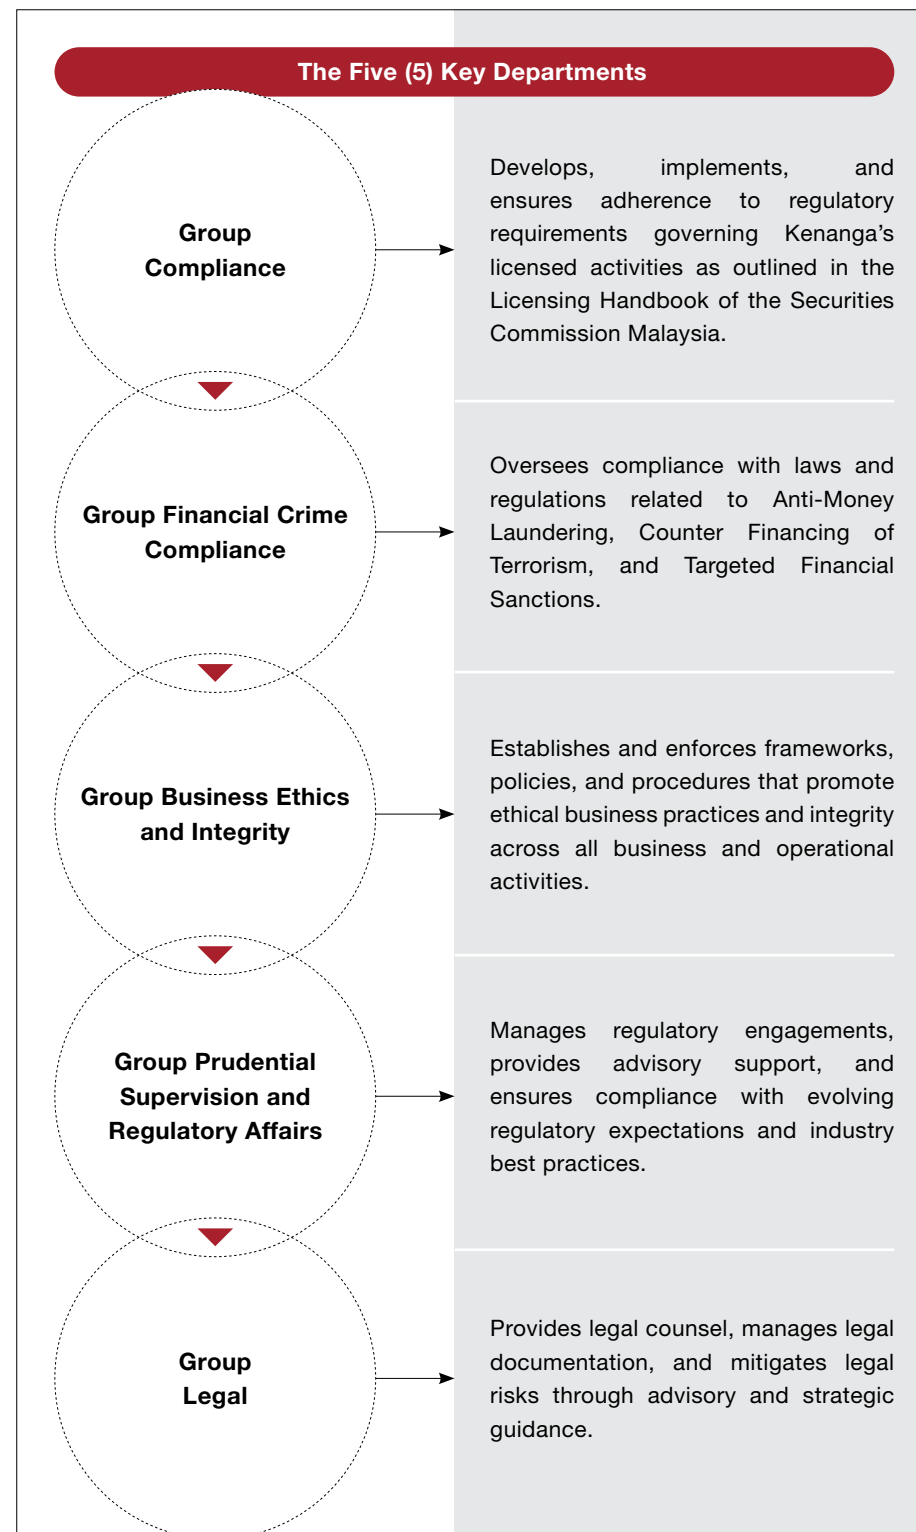 The Five (5) Key Departments
Group
Compliance
Develops, implements, and
ensures adherence to regulatory
requirements governing Kenanga’s
licensed activities as outlined in the
Licensing Handbook of the Securities
Commission Malaysia.
Group Financial Crime
Compliance
Oversees compliance with laws and
regulations related to Anti-Money
Laundering, Counter Financing of
Terrorism, and Targeted Financial
Sanctions.
Group Business Ethics
and Integrity
Establishes and enforces frameworks,
policies, and procedures that promote
ethical business practices and integrity
across all business and operational
activities.
Group Prudential
Supervision and
Regulatory Affairs
Manages regulatory engagements,
provides advisory support, and
ensures compliance with evolving
regulatory expectations and industry
best practices.
Group
Legal
Provides legal counsel, manages legal
documentation, and mitigates legal
risks through advisory and strategic
guidance.